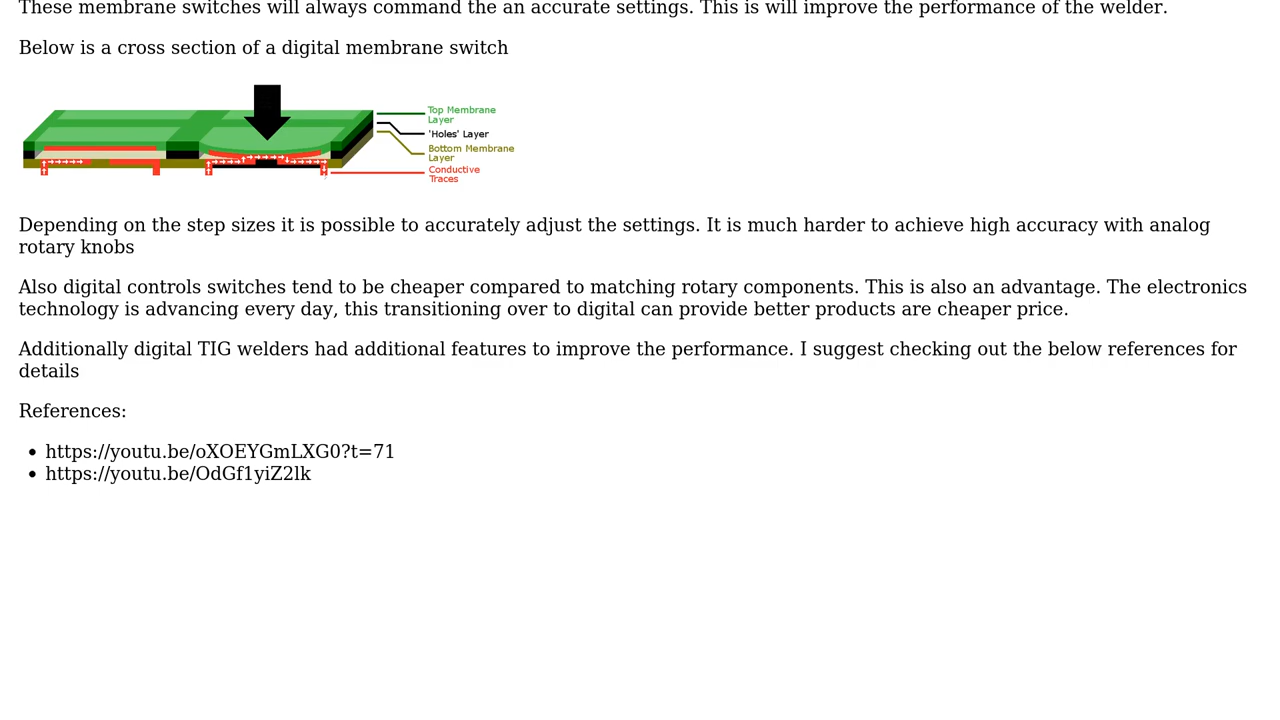 These membrane switches will always command the an accurate settings. This is will improve the performance of the welder.
Below is a cross section of a digital membrane switch
Top Membrane
Layer
'Holes' Layer
Bottom Membrane
Layer
Conductive
Traces
Depending on the step sizes it is possible to accurately adjust the settings. It is much harder to achieve high accuracy with analog
rotary knobs
Also digital controls switches tend to be cheaper compared to matching rotary components. This is also an advantage. The electronics
technology is advancing every day, this transitioning over to digital can provide better products are cheaper price.
Additionally digital TIG welders had additional features to improve the performance. I suggest checking out the below references for
details
References:
• https://youtu.be/oXOEYGmLXG0?t=71
• https://youtu.be/OdGf1yiZ2lk